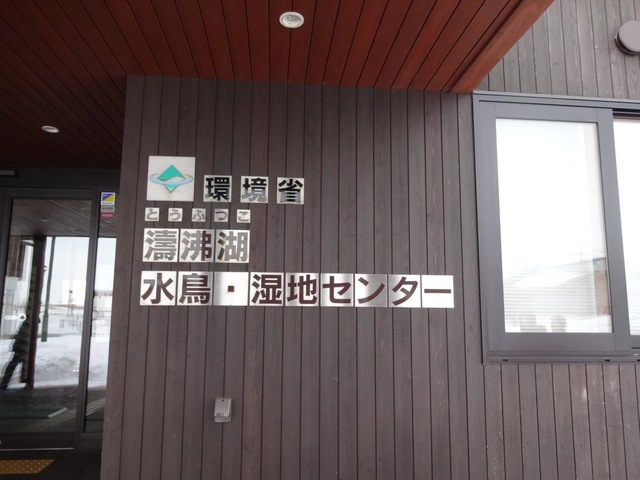 環境省
とうふつこ
濤沸湖
水鳥・湿地センター